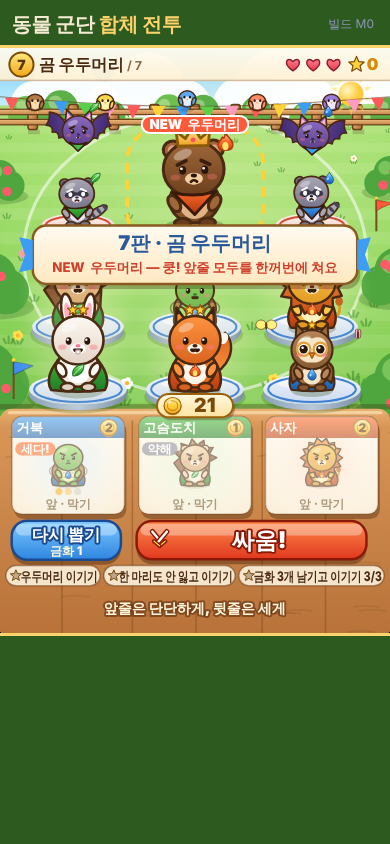 동물 군단 합체 전투
빌드 M0
7 곰 우두머리 / 7
0
NEW 우두머리
7판 · 곰 우두머리
NEW 우두머리 — 쿵! 앞줄 모두를 한꺼번에 쳐요
21
거북 2
고슴도치 1
사자 2
세다!
약해
앞 · 막기
앞 · 막기
앞 · 막기
다시 뽑기
금화 1
싸움!
우두머리 이기기
한 마리도 안 잃고 이기기
금화 3개 남기고 이기기 3/3
앞줄은 단단하게, 뒷줄은 세게